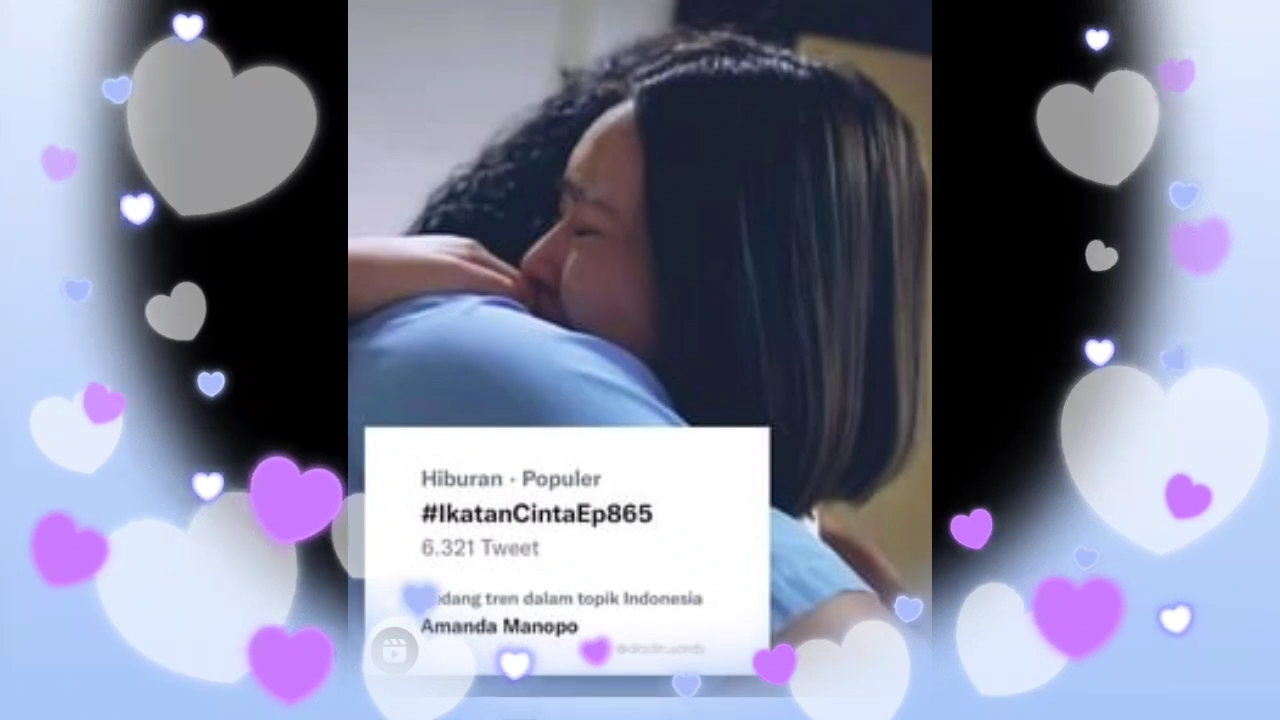 Hiburan · Populer
#IkatanCintaEp865
6.321 Tweet
dang tren dalam topik Indonesia
Amanda Manopo